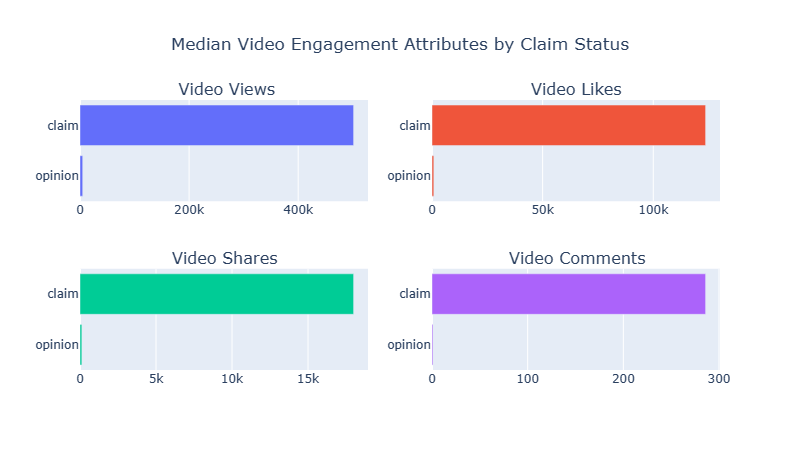 Median Video Engagement Attributes by Claim Status
Video Views
claim
opinion
0 200k 400k
Video Likes
claim
opinion
0 50k 100k
Video Shares
claim
opinion
0 5k 10k 15k
Video Comments
claim
opinion
0 100 200 300